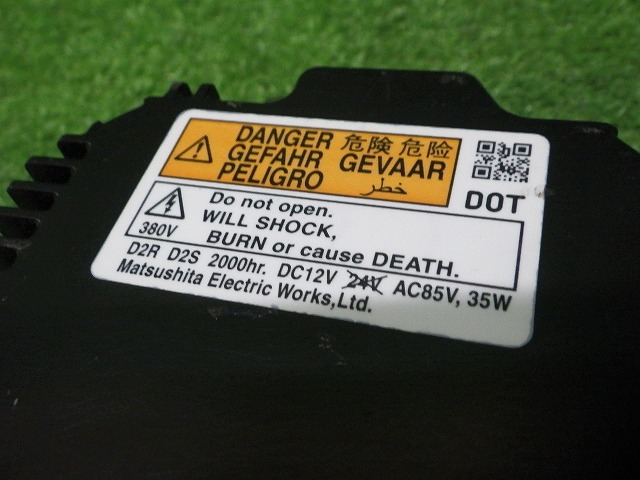 DANGER 危険 危险
GEFAHR GEVAAR
PELIGRO خطر
DOT
380V
Do not open.
WILL SHOCK,
BURN or cause DEATH.
D2R D2S 2000hr. DC12V 24V AC85V, 35W
Matsushita Electric Works,Ltd.